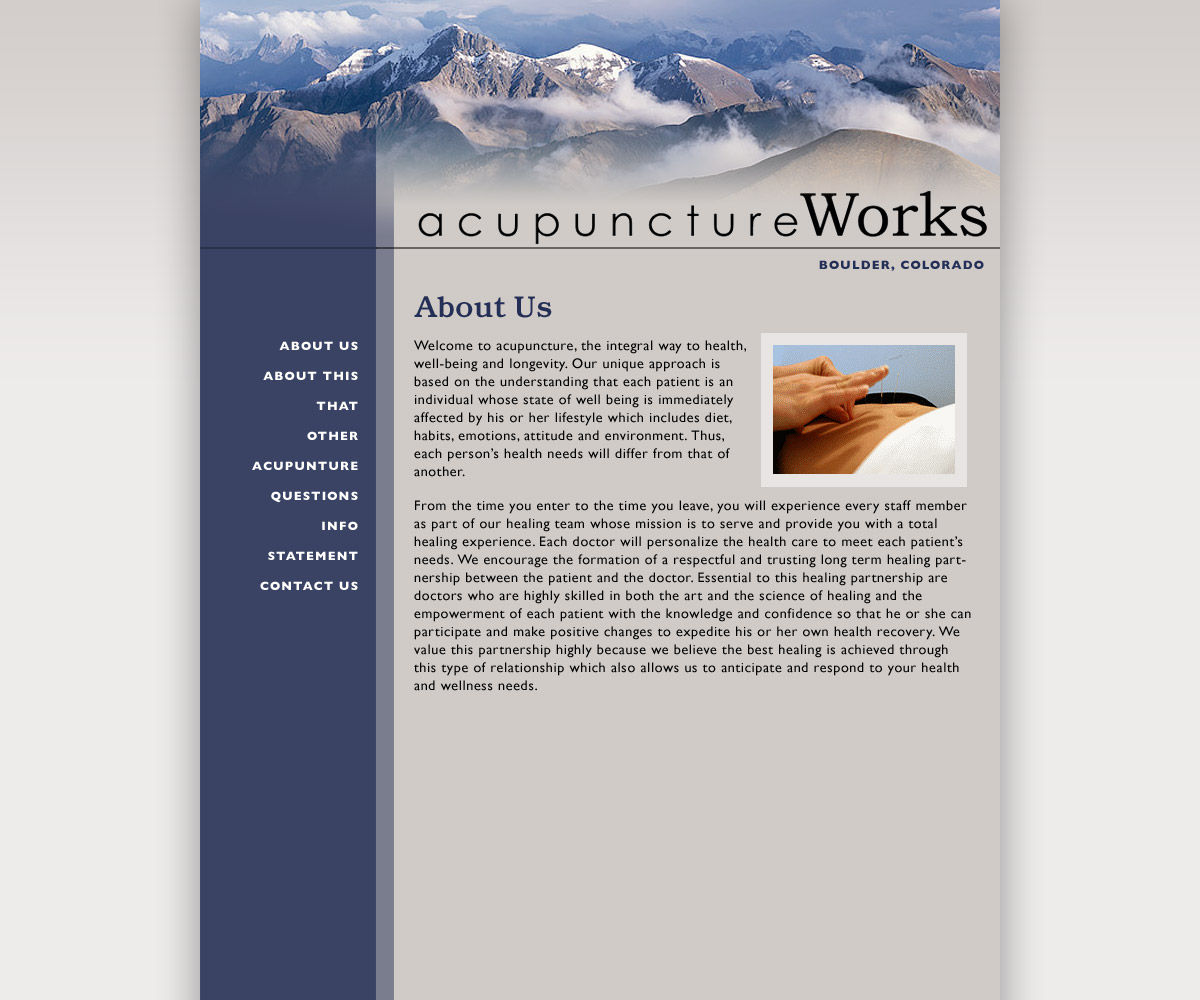 acupunctureWorks
BOULDER, COLORADO
ABOUT US
ABOUT THIS
THAT
OTHER
ACUPUNTURE
QUESTIONS
INFO
STATEMENT
CONTACT US
About Us
Welcome to acupuncture, the integral way to health,
well-being and longevity. Our unique approach is
based on the understanding that each patient is an
individual whose state of well being is immediately
affected by his or her lifestyle which includes diet,
habits, emotions, attitude and environment. Thus,
each person’s health needs will differ from that of
another.
From the time you enter to the time you leave, you will experience every staff member
as part of our healing team whose mission is to serve and provide you with a total
healing experience. Each doctor will personalize the health care to meet each patient’s
needs. We encourage the formation of a respectful and trusting long term healing part-
nership between the patient and the doctor. Essential to this healing partnership are
doctors who are highly skilled in both the art and the science of healing and the
empowerment of each patient with the knowledge and confidence so that he or she can
participate and make positive changes to expedite his or her own health recovery. We
value this partnership highly because we believe the best healing is achieved through
this type of relationship which also allows us to anticipate and respond to your health
and wellness needs.